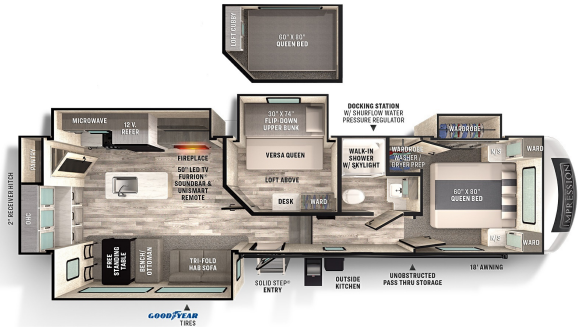 LOFT CUBBY
60" X 80"
QUEEN BED
MICROWAVE
12 V.
REFER
FIREPLACE
50" LED TV
FURRION®
SOUNDBAR &
UNISMART
REMOTE
30" X 74"
FLIP-DOWN
UPPER BUNK
VERSA QUEEN
LOFT ABOVE
DESK
WARD
DOCKING STATION
W/ SHURFLOW WATER
PRESSURE REGULATOR
WALK-IN
SHOWER
W/ SKYLIGHT
WARDROBE
WARDROBE
WASHER/
DRYER PREP
N/S
WARD
60" X 80"
QUEEN BED
N/S
WARD
IMPRESSION
2" RECEIVER HITCH
OHC
FREE
STANDING
TABLE
BENCH/
OTTOMAN
TRI-FOLD
HAB SOFA
SOLID STEP®
ENTRY
OUTSIDE
KITCHEN
UNOBSTRUCTED
PASS THRU STORAGE
18' AWNING
GOODYEAR
TIRES